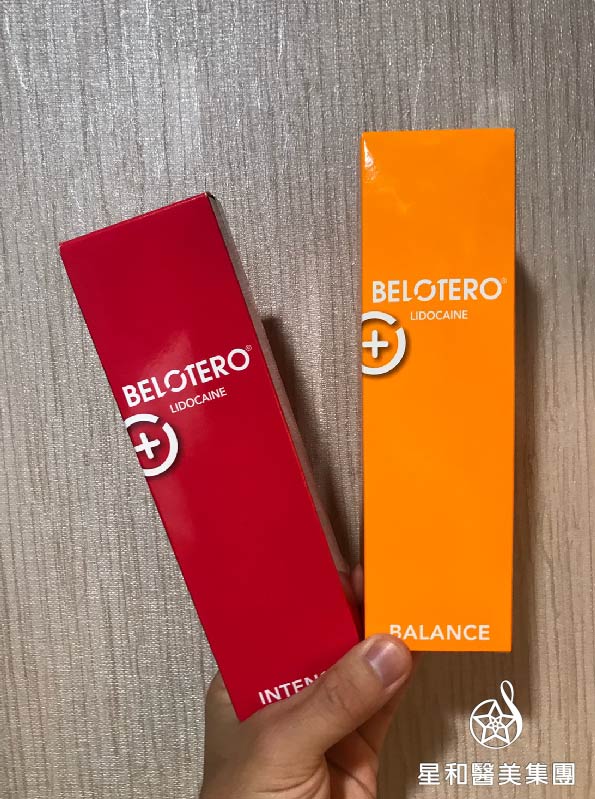 BELOTERO®
LIDOCAINE
INTENS
BELOTERO®
LIDOCAINE
BALANCE
星和醫美集團